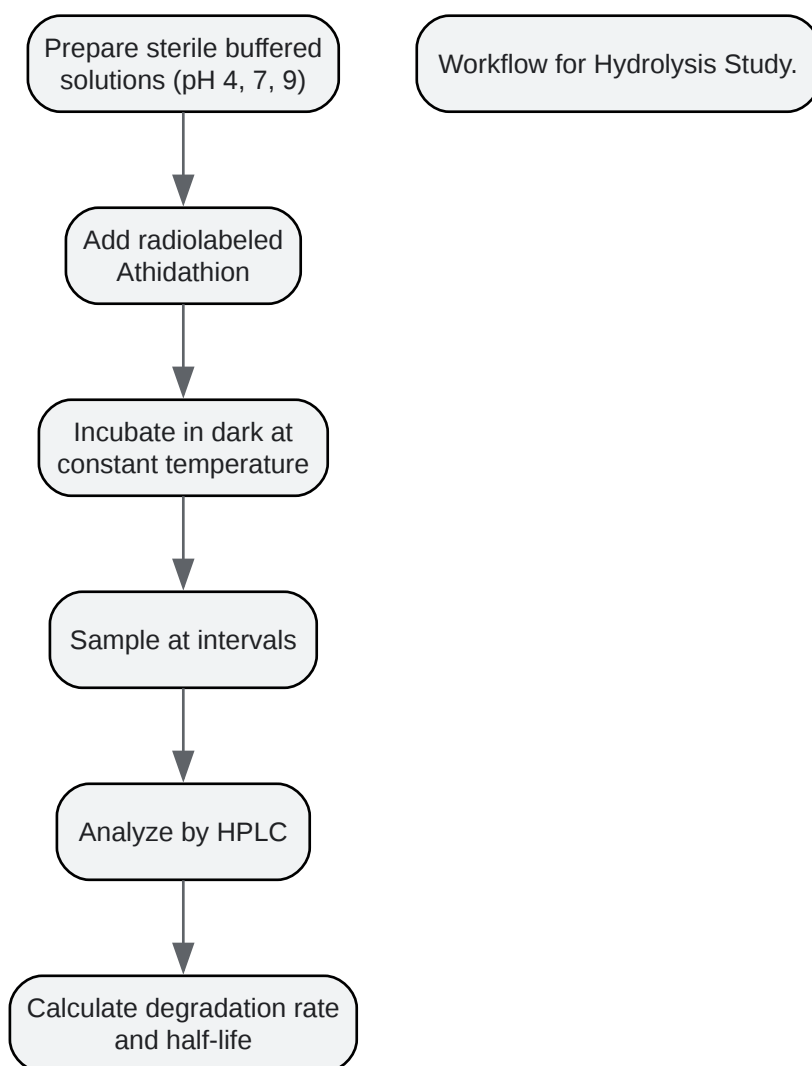 Prepare sterile buffered
solutions (pH 4, 7, 9)
Workflow for Hydrolysis Study.
Add radiolabeled
Athidathion
Incubate in dark at
constant temperature
Sample at intervals
Analyze by HPLC
Calculate degradation rate
and half-life